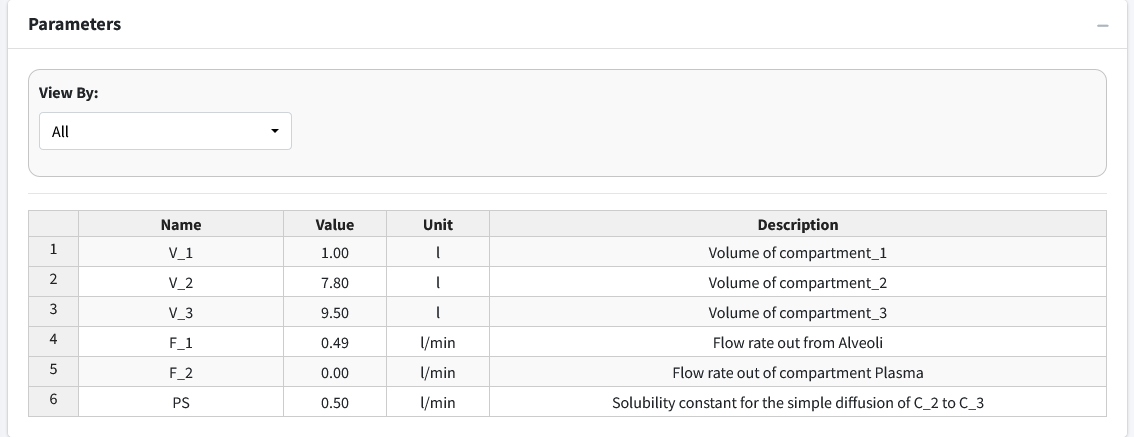 Parameters
View By:
All
Name Value Unit Description
1 V_1 1.00 l Volume of compartment_1
2 V_2 7.80 l Volume of compartment_2
3 V_3 9.50 l Volume of compartment_3
4 F_1 0.49 l/min Flow rate out from Alveoli
5 F_2 0.00 l/min Flow rate out of compartment Plasma
6 PS 0.50 l/min Solubility constant for the simple diffusion of C_2 to C_3